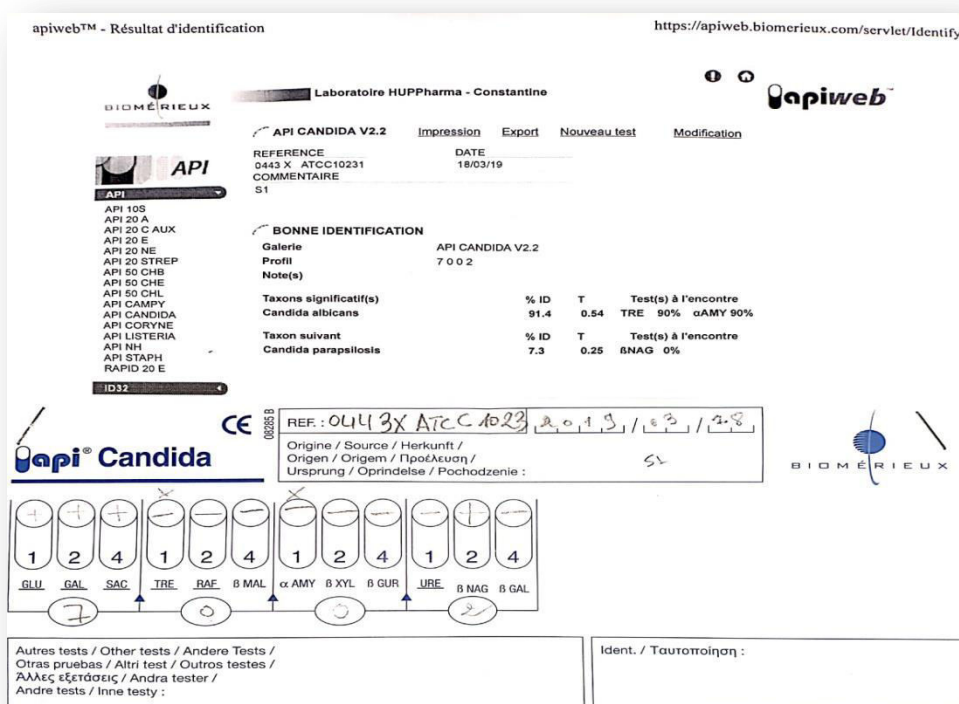 apiweb™ - Résultat d'identification
https://apiweb.biomerieux.com/servlet/Identify
BIOMÉRIEUX
Laboratoire HUPPharma - Constantine
apiweb™
API CANDIDA V2.2 Impression Export Nouveau test Modification
REFERENCE DATE
0443 X ATCC10231 18/03/19
COMMENTAIRE
S1
API
API
API 10S
API 20 A
API 20 C AUX
API 20 E
API 20 NE
API 20 STREP
API 50 CHB
API 50 CHE
API 50 CHL
API CAMPY
API CANDIDA
API CORYNE
API LISTERIA
API NH
API STAPH
RAPID 20 E
ID32
BONNE IDENTIFICATION
Galerie API CANDIDA V2.2
Profil 7 0 0 2
Note(s)
Taxons significatif(s) % ID T Test(s) à l'encontre
Candida albicans 91.4 0.54 TRE 90% αAMY 90%
Taxon suivant % ID T Test(s) à l'encontre
Candida parapsilosis 7.3 0.25 ßNAG 0%
api® Candida
CE
08285 B
REF. : 0443X ATCC 1023 2019/03/18
Origine / Source / Herkunft /
Origen / Origem / Προέλευση /
Ursprung / Oprindelse / Pochodzenie :
S1
BIOMÉRIEUX
X X
+ + + − − − − − − − + −
1 2 4 1 2 4 1 2 4 1 2 4
GLU GAL SAC TRE RAF ß MAL α AMY ß XYL ß GUR URE ß NAG ß GAL
7 0 0 2
Autres tests / Other tests / Andere Tests /
Otras pruebas / Altri test / Outros testes /
Άλλες εξετάσεις / Andra tester /
Andre tests / Inne testy :
Ident. / Ταυτοποίηση :